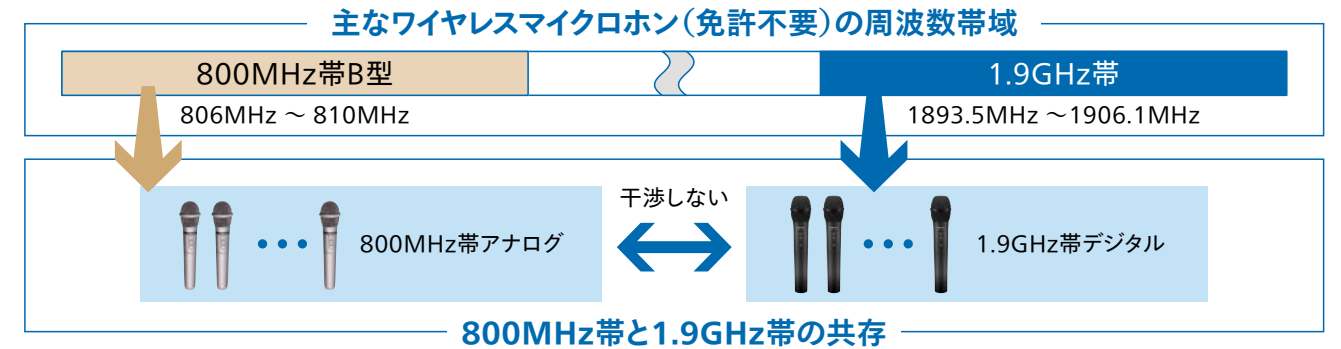 主なワイヤレスマイクロホン(免許不要)の周波数帯域
800MHz帯B型
1.9GHz帯
806MHz ～ 810MHz
1893.5MHz ～1906.1MHz
干渉しない
800MHz帯アナログ
1.9GHz帯デジタル
800MHz帯と1.9GHz帯の共存